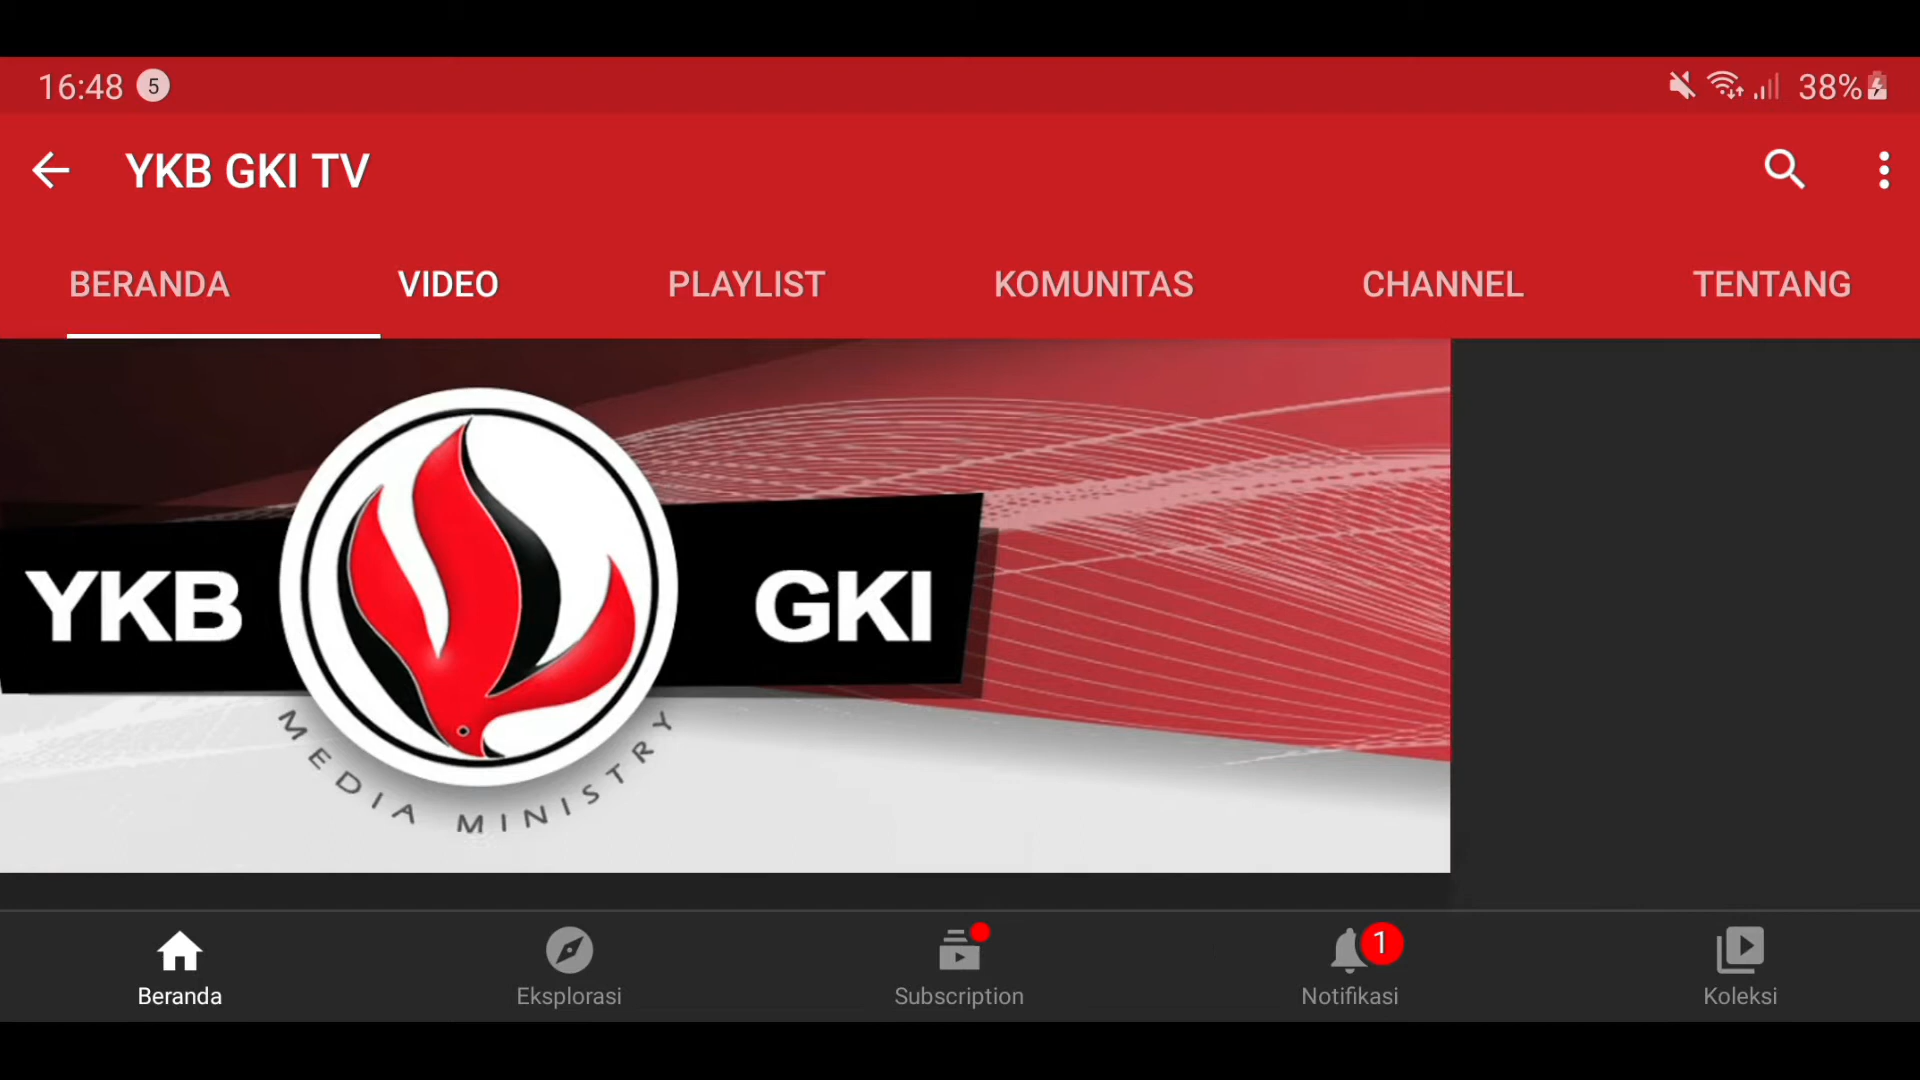 16:48 5 38%
YKB GKI TV
BERANDA VIDEO PLAYLIST KOMUNITAS CHANNEL TENTANG
YKB GKI
MEDIA MINISTRY
1
Beranda Eksplorasi Subscription Notifikasi Koleksi